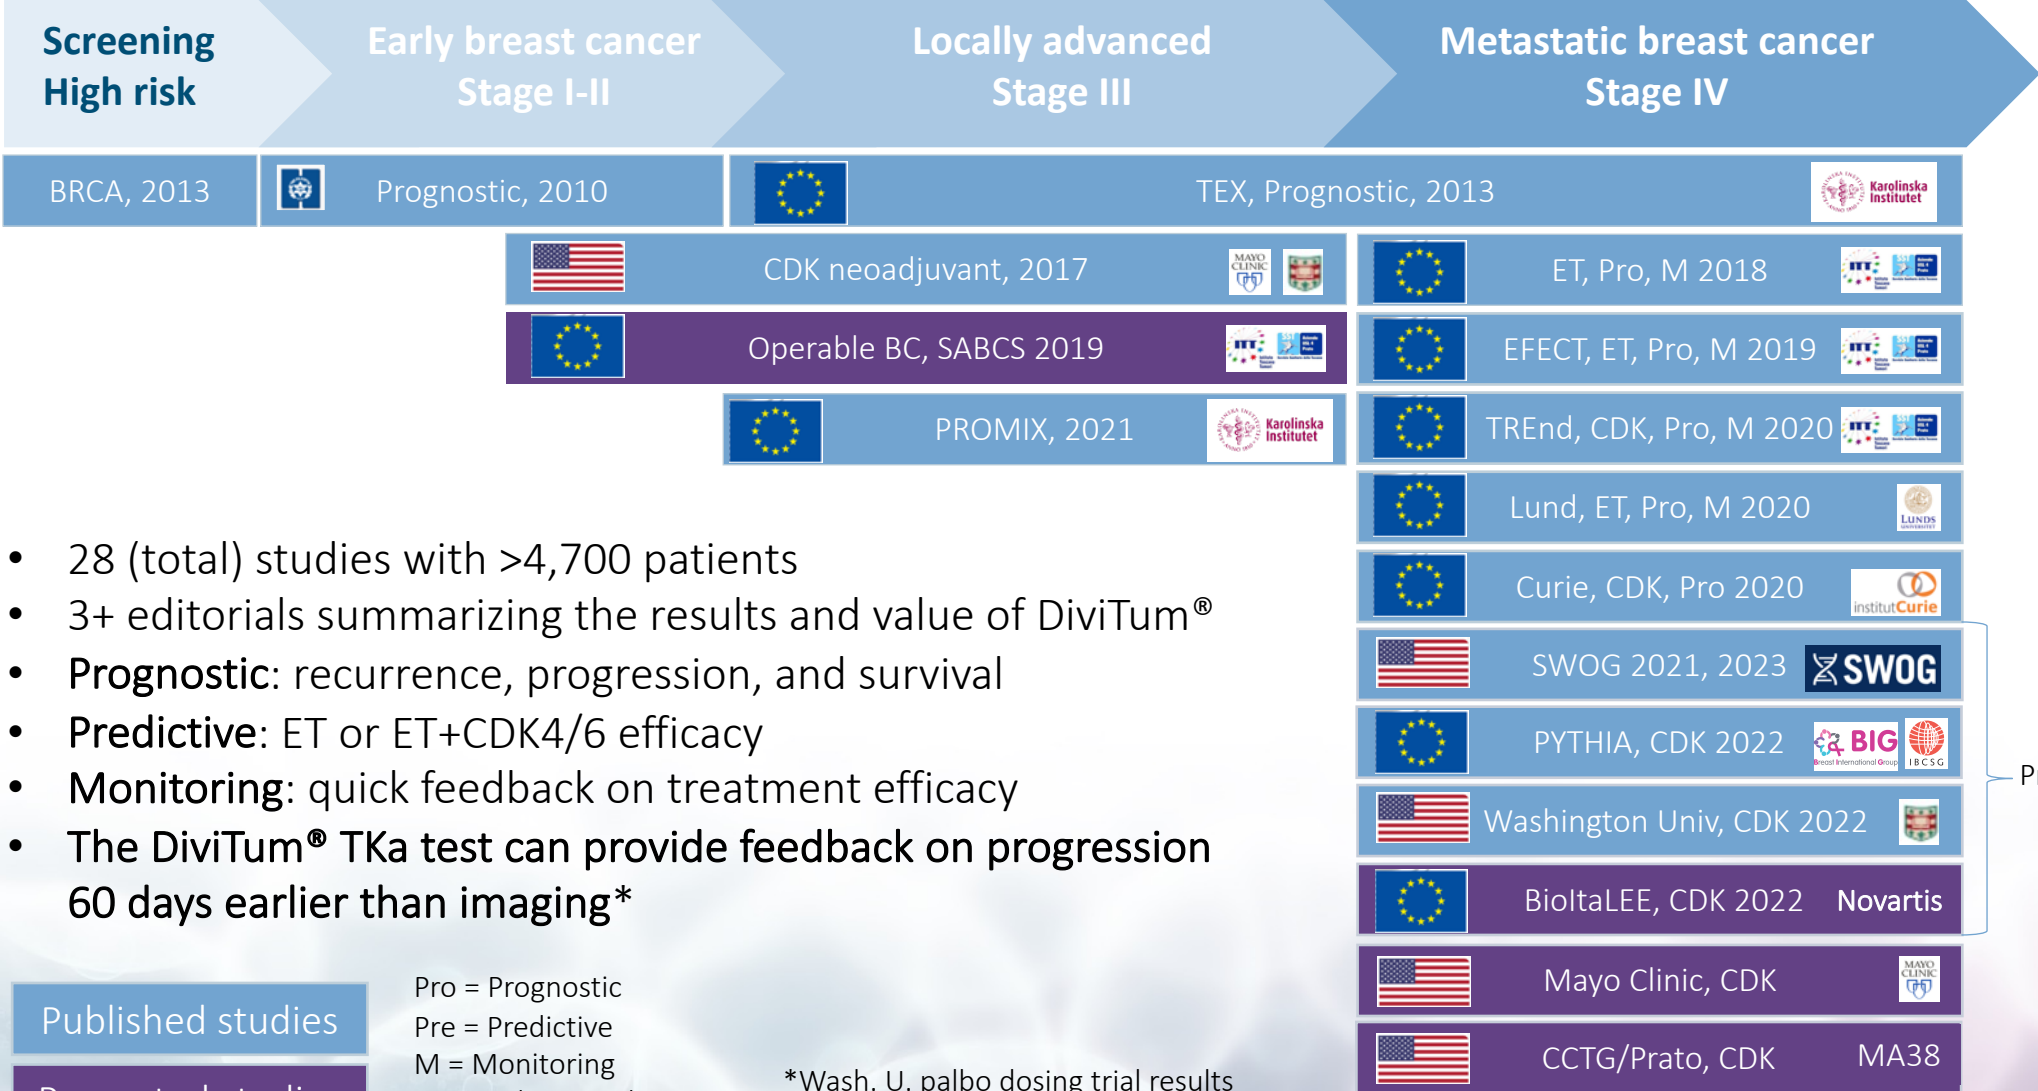 Screening
High risk
Early breast cancer
Stage I-II
Locally advanced
Stage III
Metastatic breast cancer
Stage IV
BRCA, 2013
Prognostic, 2010
TEX, Prognostic, 2013
Karolinska
Institutet
CDK neoadjuvant, 2017
MAYO
CLINIC
ET, Pro, M 2018
ITT
Operable BC, SABCS 2019
ITT
EFECT, ET, Pro, M 2019
ITT
PROMIX, 2021
Karolinska
Institutet
TREnd, CDK, Pro, M 2020
ITT
Lund, ET, Pro, M 2020
LUNDS
Curie, CDK, Pro 2020
institutCurie
SWOG 2021, 2023
SWOG
PYTHIA, CDK 2022
BIG
Breast International Group
IBCSG
Washington Univ, CDK 2022
BioItaLEE, CDK 2022
Novartis
Mayo Clinic, CDK
MAYO
CLINIC
CCTG/Prato, CDK
MA38
• 28 (total) studies with >4,700 patients
• 3+ editorials summarizing the results and value of DiviTum®
• Prognostic: recurrence, progression, and survival
• Predictive: ET or ET+CDK4/6 efficacy
• Monitoring: quick feedback on treatment efficacy
• The DiviTum® TKa test can provide feedback on progression
60 days earlier than imaging*
Published studies
Pro = Prognostic
Pre = Predictive
M = Monitoring
*Wash. U. palbo dosing trial results